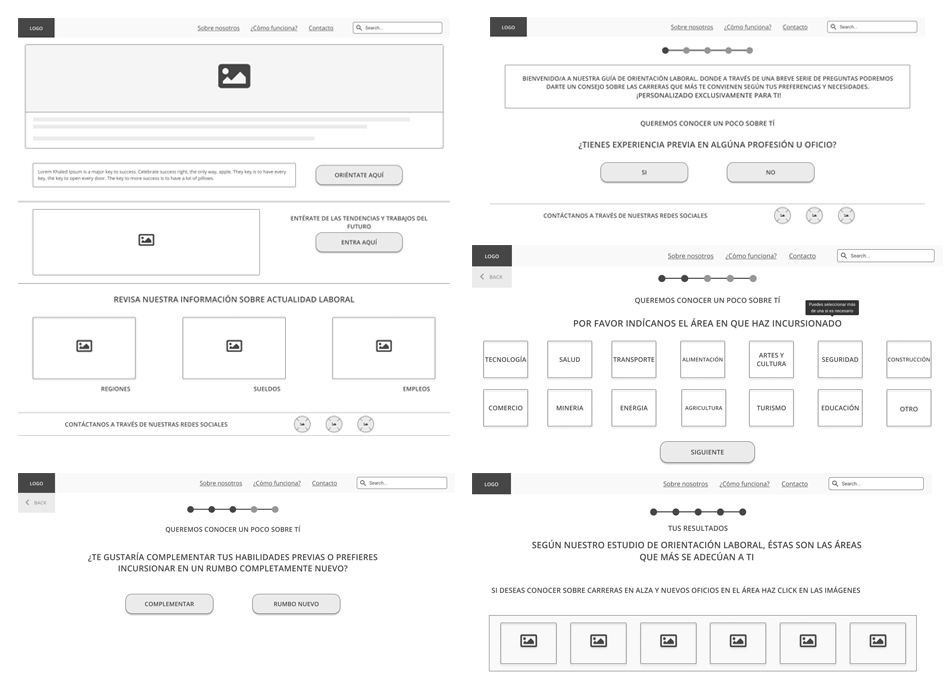 LOGO
Sobre nosotros ¿Cómo funciona? Contacto Search...
Lorem Khaled Ipsum is a major key to success. Celebrate success right, the only way, apple. They key is to have every
key, the key to open every door. The key to more success is to have a lot of pillows.
ORIÉNTATE AQUÍ
ENTÉRATE DE LAS TENDENCIAS Y TRABAJOS DEL
FUTURO
ENTRA AQUÍ
REVISA NUESTRA INFORMACIÓN SOBRE ACTUALIDAD LABORAL
REGIONES SUELDOS EMPLEOS
CONTÁCTANOS A TRAVÉS DE NUESTRAS REDES SOCIALES
LOGO
Sobre nosotros ¿Cómo funciona? Contacto Search...
BIENVENIDO/A A NUESTRA GUÍA DE ORIENTACIÓN LABORAL. DONDE A TRAVÉS DE UNA BREVE SERIE DE PREGUNTAS PODREMOS
DARTE UN CONSEJO SOBRE LAS CARRERAS QUE MÁS TE CONVIENEN SEGÚN TUS PREFERENCIAS Y NECESIDADES.
¡PERSONALIZADO EXCLUSIVAMENTE PARA TI!
QUEREMOS CONOCER UN POCO SOBRE TÍ
¿TIENES EXPERIENCIA PREVIA EN ALGÚNA PROFESIÓN U OFICIO?
SI NO
CONTÁCTANOS A TRAVÉS DE NUESTRAS REDES SOCIALES
LOGO
Sobre nosotros ¿Cómo funciona? Contacto Search...
BACK
QUEREMOS CONOCER UN POCO SOBRE TÍ
Puedes seleccionar más
de una si es necesario
POR FAVOR INDÍCANOS EL ÁREA EN QUE HAZ INCURSIONADO
TECNOLOGÍA SALUD TRANSPORTE ALIMENTACIÓN ARTES Y CULTURA SEGURIDAD CONSTRUCCIÓN
COMERCIO MINERIA ENERGIA AGRICULTURA TURISMO EDUCACIÓN OTRO
SIGUIENTE
LOGO
Sobre nosotros ¿Cómo funciona? Contacto Search...
BACK
QUEREMOS CONOCER UN POCO SOBRE TÍ
¿TE GUSTARÍA COMPLEMENTAR TUS HABILIDADES PREVIAS O PREFIERES
INCURSIONAR EN UN RUMBO COMPLETAMENTE NUEVO?
COMPLEMENTAR RUMBO NUEVO
LOGO
Sobre nosotros ¿Cómo funciona? Contacto Search...
TUS RESULTADOS
SEGÚN NUESTRO ESTUDIO DE ORIENTACIÓN LABORAL, ÉSTAS SON LAS ÁREAS
QUE MÁS SE ADECÚAN A TI
SI DESEAS CONOCER SOBRE CARRERAS EN ALZA Y NUEVOS OFICIOS EN EL ÁREA HAZ CLICK EN LAS IMÁGENES